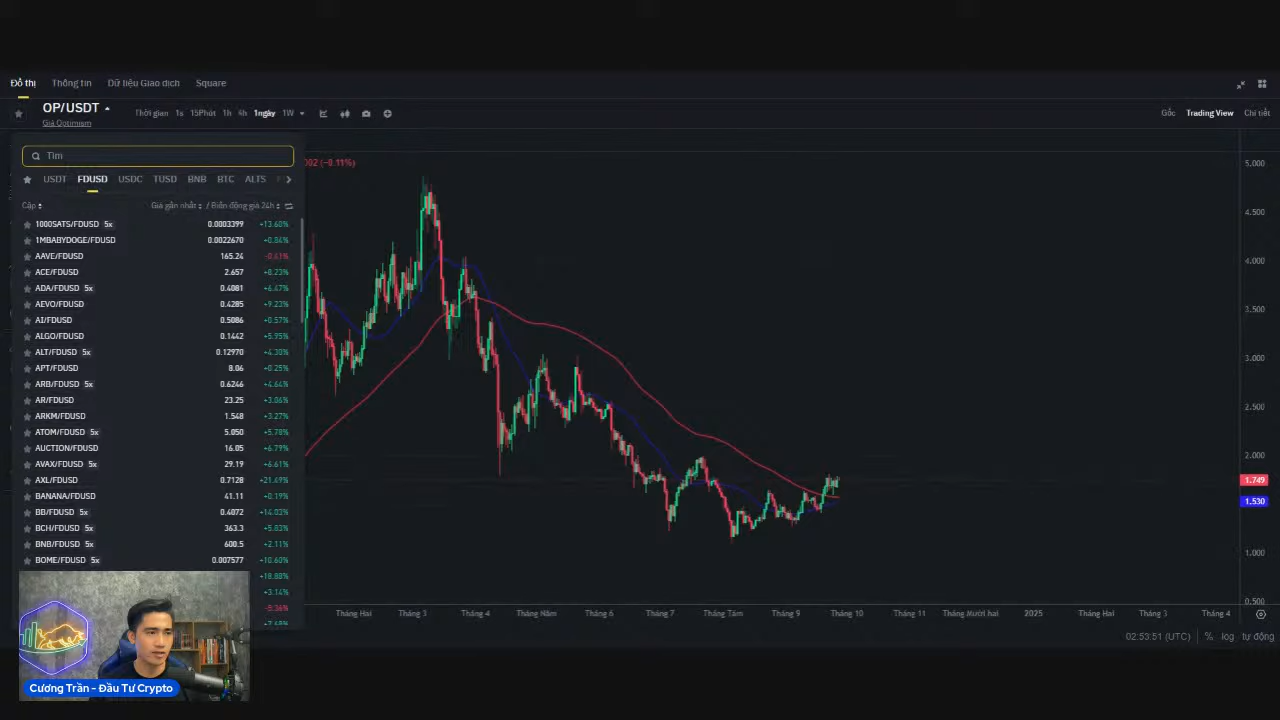 Đồ thị Thông tin Dữ liệu Giao dịch Square
OP/USDT Thời gian 1s 15Phút 1h 4h 1ngày 1W Gốc Trading View Chi tiết
Giá Optimism
Tìm
002 (−0.11%)
USDT FDUSD USDC TUSD BNB BTC ALTS
Cặp Giá gần nhất / Biến động giá 24h
1000SATS/FDUSD 5x 0.0003399 +13.60%
1MBABYDOGE/FDUSD 0.0022670 +0.84%
AAVE/FDUSD 165.24 -0.41%
ACE/FDUSD 2.657 +0.23%
ADA/FDUSD 5x 0.4081 +6.47%
AEVO/FDUSD 0.4285 +9.23%
AI/FDUSD 0.5086 +0.57%
ALGO/FDUSD 0.1442 +5.95%
ALT/FDUSD 5x 0.12970 +4.30%
APT/FDUSD 8.06 +0.25%
ARB/FDUSD 5x 0.6246 +4.64%
AR/FDUSD 23.25 +3.06%
ARKM/FDUSD 1.548 +3.27%
ATOM/FDUSD 5x 5.050 +5.78%
AUCTION/FDUSD 16.05 +6.79%
AVAX/FDUSD 5x 29.19 +6.61%
AXL/FDUSD 0.7128 +21.49%
BANANA/FDUSD 41.11 +0.19%
BB/FDUSD 5x 0.4072 +14.03%
BCH/FDUSD 5x 363.3 +5.03%
BNB/FDUSD 5x 600.5 +2.11%
BOME/FDUSD 5x 0.007577 +10.60%
+18.88%
+3.14%
-5.36%
5.000
4.500
4.000
3.500
3.000
2.500
2.000
1.749
1.530
1.000
0.500
Tháng Hai Tháng 3 Tháng 4 Tháng Năm Tháng 6 Tháng 7 Tháng Tám Tháng 9 Tháng 10 Tháng 11 Tháng Mười hai 2025 Tháng Hai Tháng 3 Tháng 4
02:53:51 (UTC) % log tự động
Cương Trần - Đầu Tư Crypto